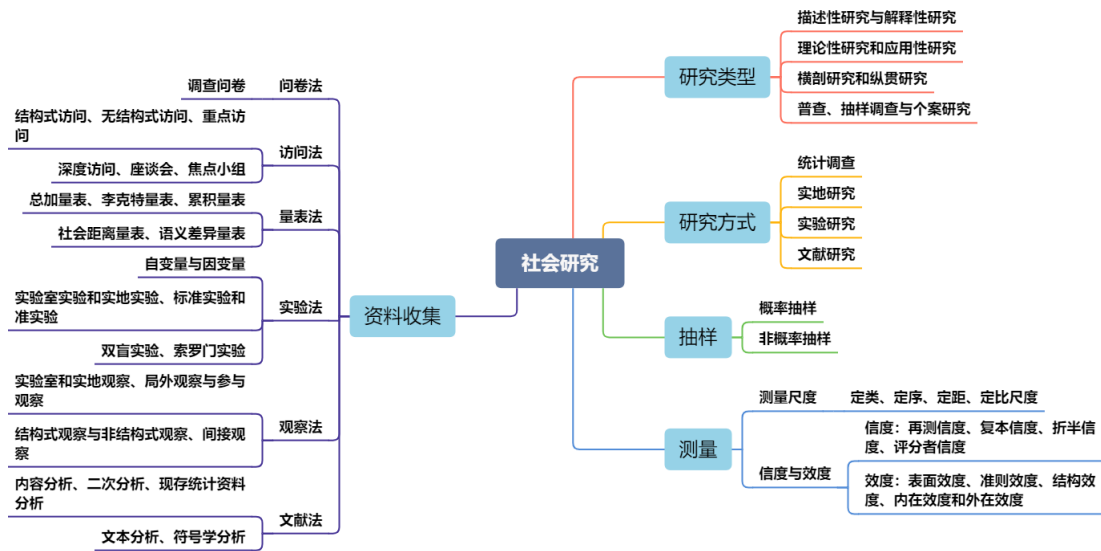 社会研究
研究类型
描述性研究与解释性研究
理论性研究和应用性研究
横剖研究和纵贯研究
普查、抽样调查与个案研究
研究方式
统计调查
实地研究
实验研究
文献研究
抽样
概率抽样
非概率抽样
测量
测量尺度
定类、定序、定距、定比尺度
信度与效度
信度：再测信度、复本信度、折半信
度、评分者信度
效度：表面效度、准则效度、结构效
度、内在效度和外在效度
资料收集
问卷法
调查问卷
访问法
结构式访问、无结构式访问、重点访
问
深度访问、座谈会、焦点小组
量表法
总加量表、李克特量表、累积量表
社会距离量表、语义差异量表
实验法
自变量与因变量
实验室实验和实地实验、标准实验和
准实验
双盲实验、索罗门实验
观察法
实验室和实地观察、局外观察与参与
观察
结构式观察与非结构式观察、间接观
察
文献法
内容分析、二次分析、现存统计资料
分析
文本分析、符号学分析